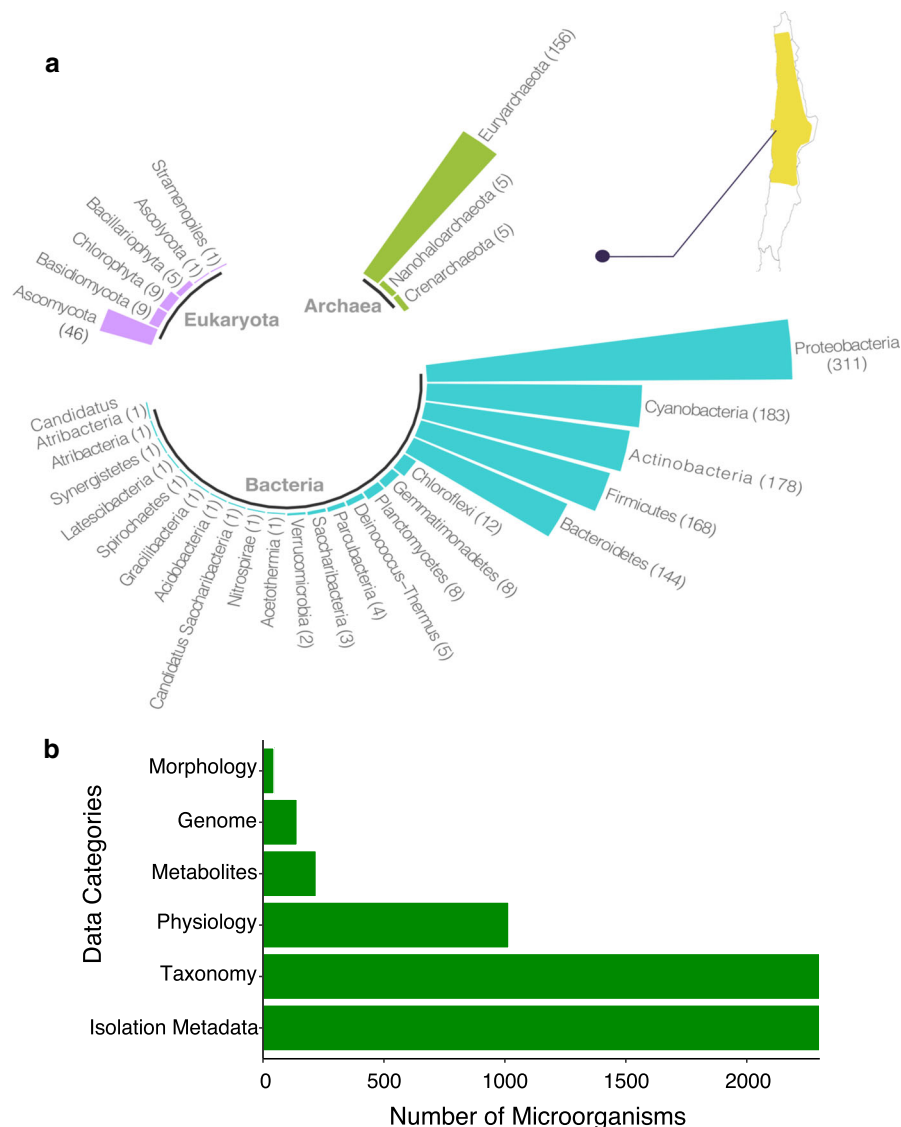 a
Euryarchaeota (156)
Nanohaloarchaeota (5)
Crenarchaeota (5)
Archaea
Stramenopiles (1)
Ascolycota (1)
Bacillariophyta (5)
Chlorophyta (9)
Basidiomycota (9)
Ascomycota
(46)
Eukaryota
Proteobacteria
(311)
Cyanobacteria (183)
Actinobacteria (178)
Firmicutes (168)
Bacteroidetes (144)
Chloroflexi (12)
Gemmatimonadetes (8)
Planctomycetes (8)
Deinococcus–Thermus (5)
Parcubacteria (4)
Saccharibacteria (3)
Verrucomicrobia (2)
Acetothermia (1)
Nitrospirae (1)
Candidatus Saccharibacteria (1)
Acidobacteria (1)
Gracilibacteria (1)
Spirochaetes (1)
Latescibacteria (1)
Synergistetes (1)
Atribacteria (1)
Candidatus
Atribacteria (1)
Bacteria
b
Data Categories
Morphology
Genome
Metabolites
Physiology
Taxonomy
Isolation Metadata
0 500 1000 1500 2000
Number of Microorganisms